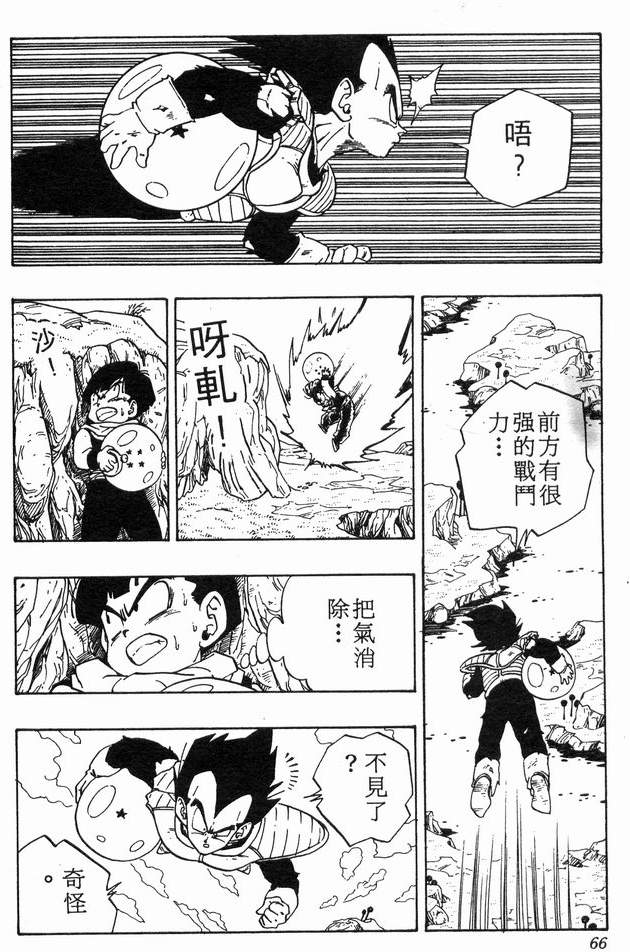 唔？
前方有很
强的戰鬥
力…
呀軋！
沙！
把氣消
除…
不見了
？
奇怪
。
66